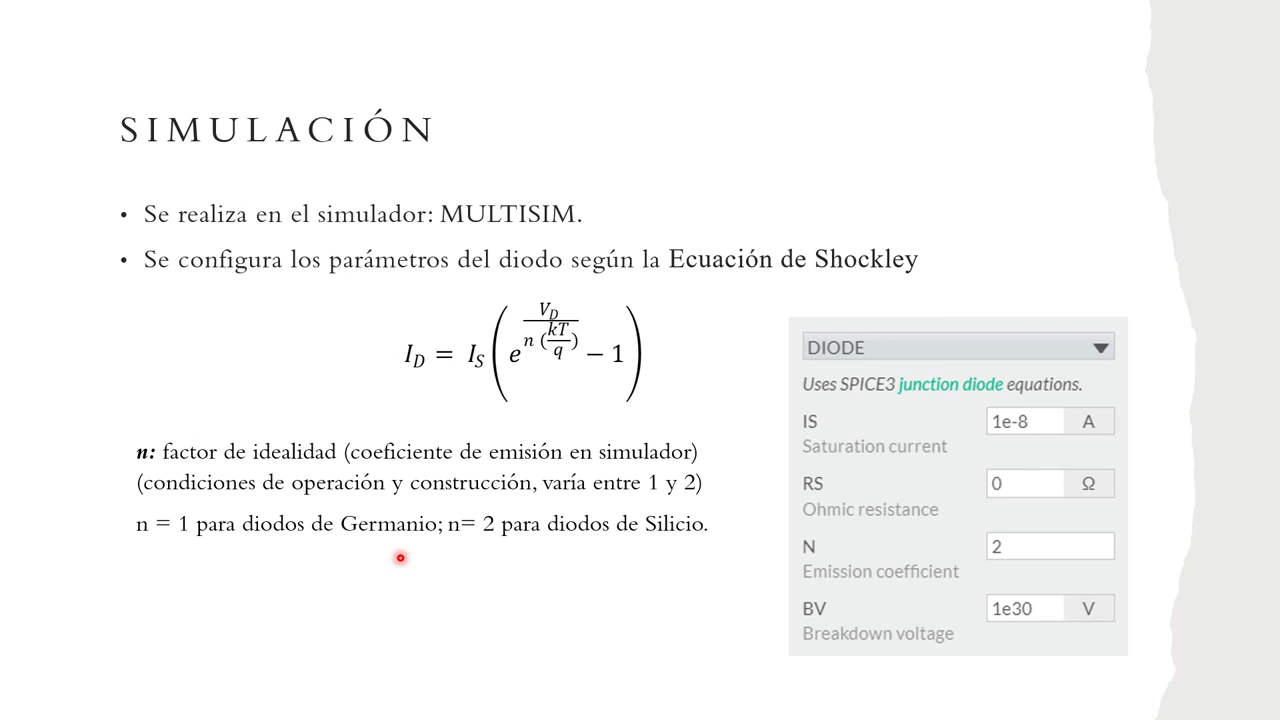 SIMULACIÓN
• Se realiza en el simulador: MULTISIM.
• Se configura los parámetros del diodo según la Ecuación de Shockley
I_D = I_S ( e^{\frac{V_D}{n (\frac{kT}{q})}} − 1 )
n: factor de idealidad (coeficiente de emisión en simulador)
(condiciones de operación y construcción, varía entre 1 y 2)
n = 1 para diodos de Germanio; n= 2 para diodos de Silicio.
DIODE
Uses SPICE3 junction diode equations.
IS 1e-8 A
Saturation current
RS 0 Ω
Ohmic resistance
N 2
Emission coefficient
BV 1e30 V
Breakdown voltage